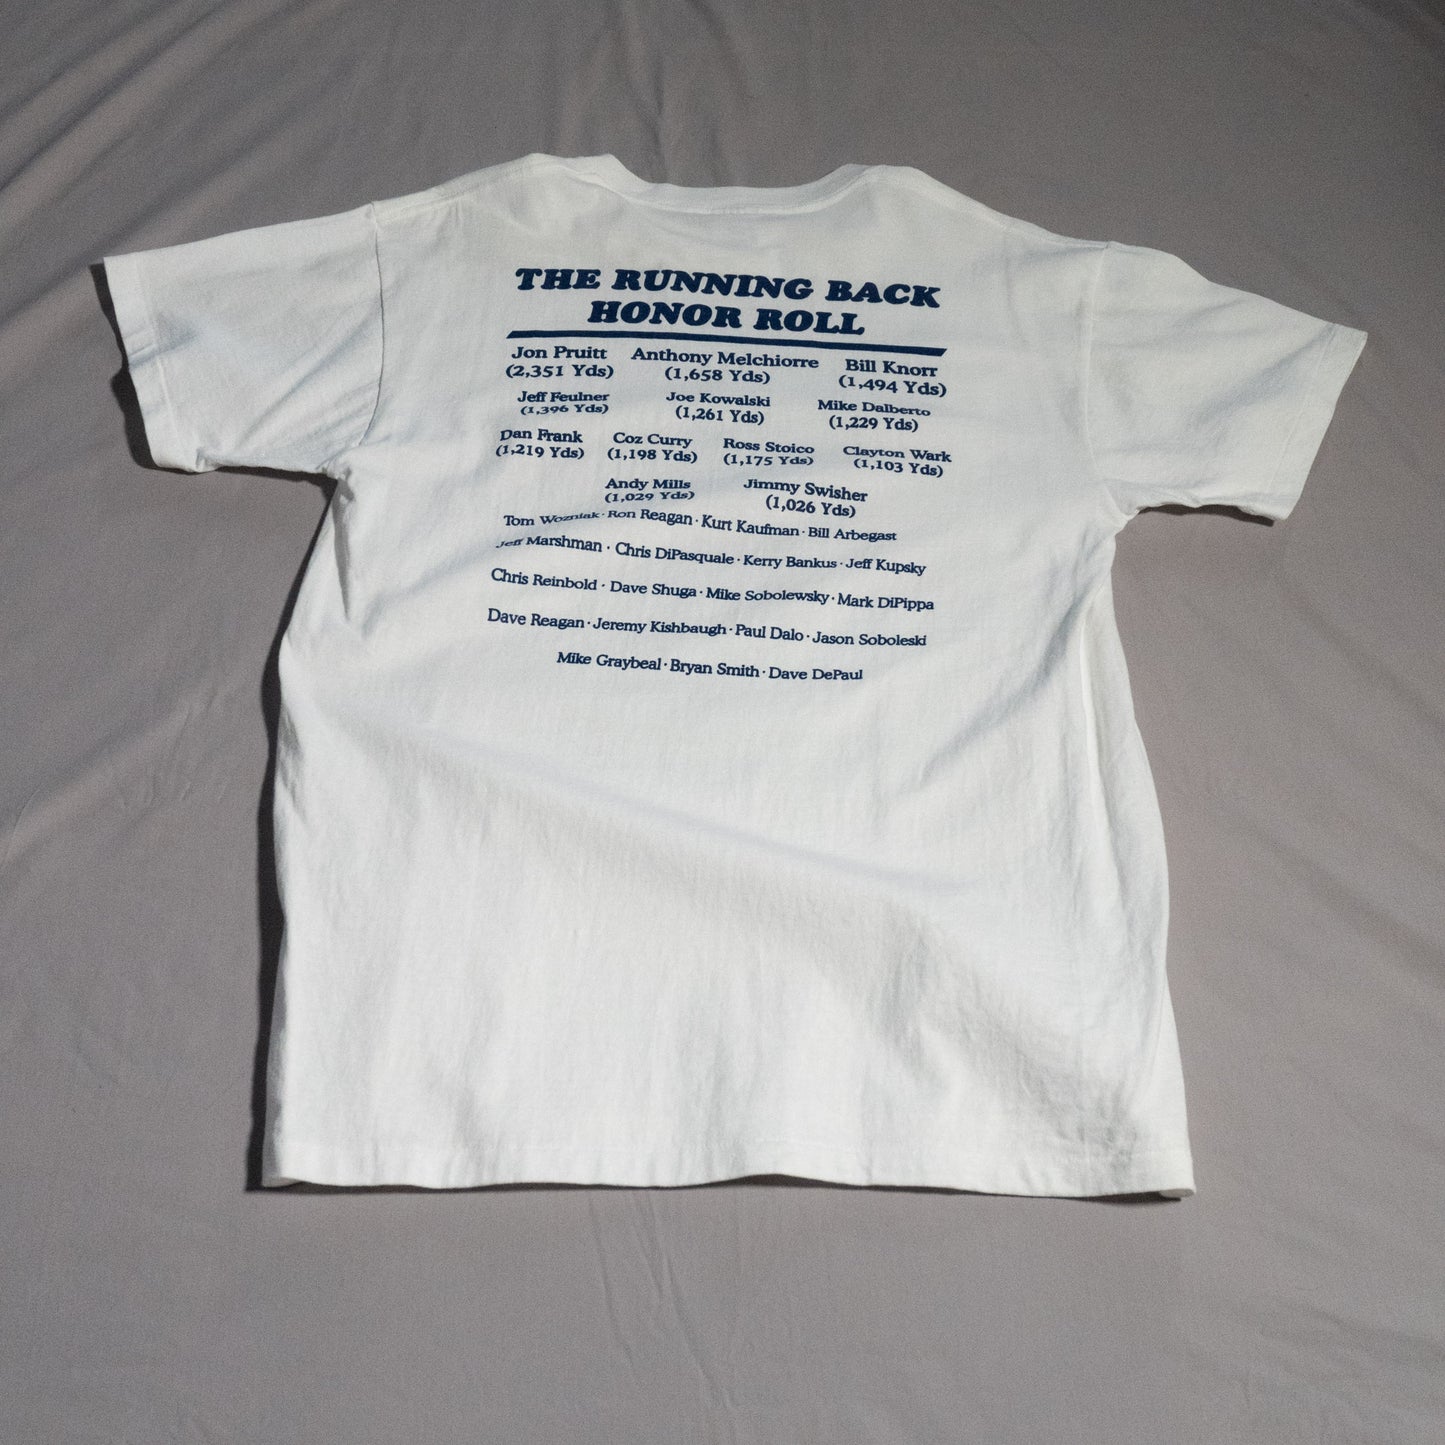 THE RUNNING BACK
HONOR ROLL
Jon Pruitt Anthony Melchiorre Bill Knorr
(2,351 Yds) (1,658 Yds) (1,494 Yds)
Jeff Feulner Joe Kowalski Mike Dalberto
(1,396 Yds) (1,261 Yds) (1,229 Yds)
Dan Frank Coz Curry Ross Stoico Clayton Wark
(1,219 Yds) (1,198 Yds) (1,175 Yds) (1,103 Yds)
Andy Mills Jimmy Swisher
(1,029 Yds) (1,026 Yds)
Tom Wozniak · Ron Reagan · Kurt Kaufman · Bill Arbegast
Jeff Marshman · Chris DiPasquale · Kerry Bankus · Jeff Kupsky
Chris Reinbold · Dave Shuga · Mike Sobolewsky · Mark DiPippa
Dave Reagan · Jeremy Kishbaugh · Paul Dalo · Jason Soboleski
Mike Graybeal · Bryan Smith · Dave DePaul